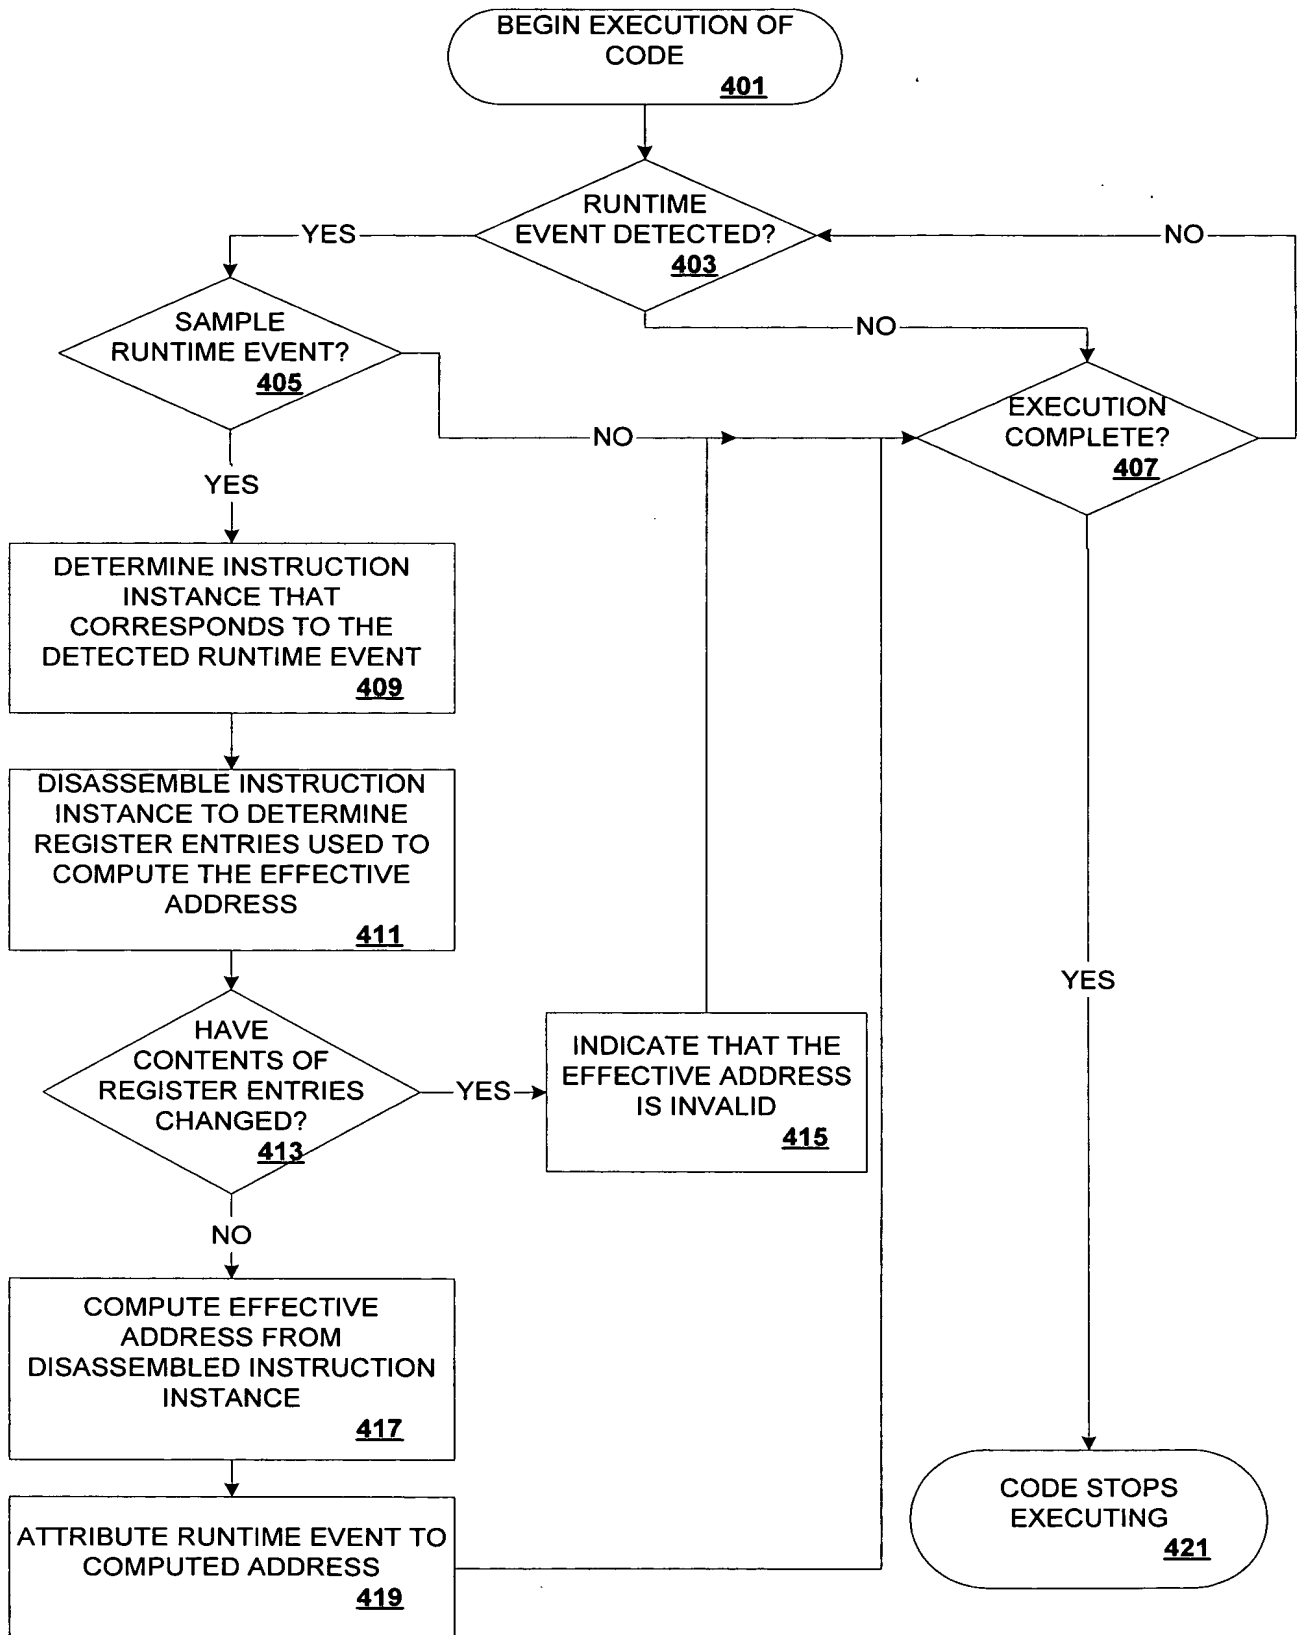 BEGIN EXECUTION OF
CODE
401
RUNTIME
EVENT DETECTED?
403
YES
NO
NO
SAMPLE
RUNTIME EVENT?
405
EXECUTION
COMPLETE?
407
NO
YES
DETERMINE INSTRUCTION
INSTANCE THAT
CORRESPONDS TO THE
DETECTED RUNTIME EVENT
409
DISASSEMBLE INSTRUCTION
INSTANCE TO DETERMINE
REGISTER ENTRIES USED TO
COMPUTE THE EFFECTIVE
ADDRESS
411
YES
HAVE
CONTENTS OF
REGISTER ENTRIES
CHANGED?
413
YES
INDICATE THAT THE
EFFECTIVE ADDRESS
IS INVALID
415
NO
COMPUTE EFFECTIVE
ADDRESS FROM
DISASSEMBLED INSTRUCTION
INSTANCE
417
ATTRIBUTE RUNTIME EVENT TO
COMPUTED ADDRESS
419
CODE STOPS
EXECUTING
421